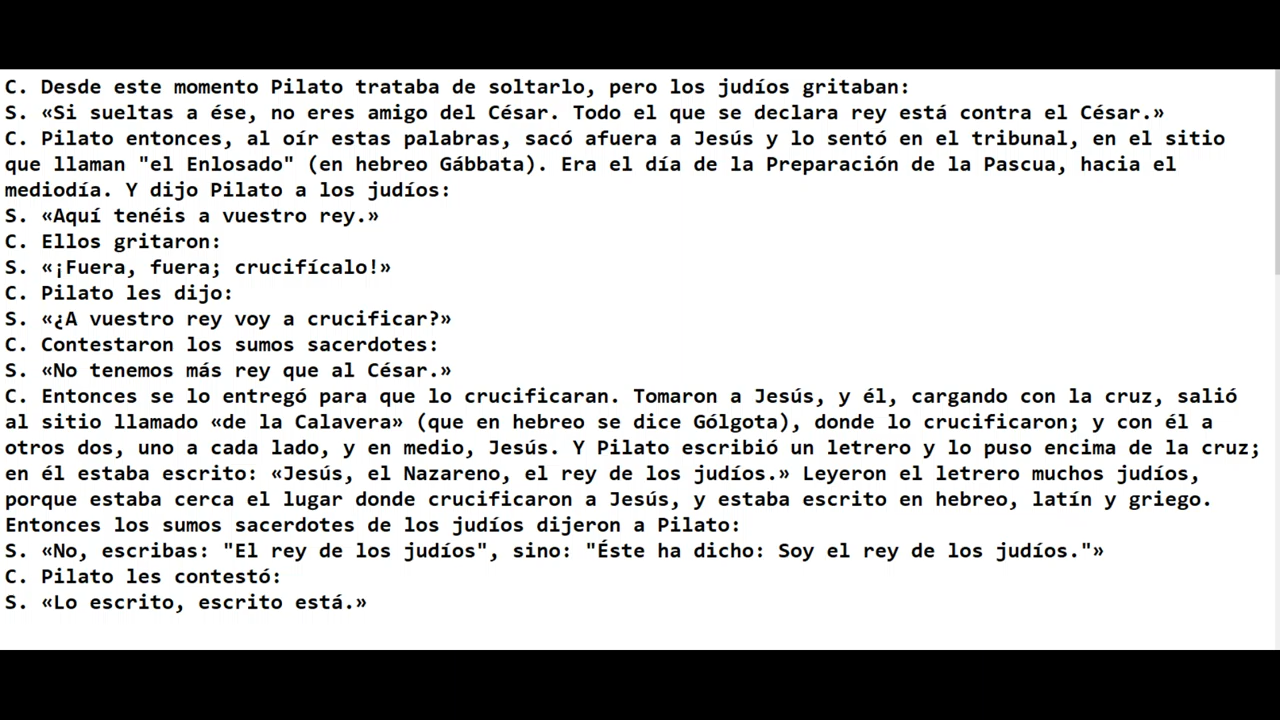 C. Desde este momento Pilato trataba de soltarlo, pero los judíos gritaban:
S. «Si sueltas a ése, no eres amigo del César. Todo el que se declara rey está contra el César.»
C. Pilato entonces, al oír estas palabras, sacó afuera a Jesús y lo sentó en el tribunal, en el sitio
que llaman "el Enlosado" (en hebreo Gábbata). Era el día de la Preparación de la Pascua, hacia el
mediodía. Y dijo Pilato a los judíos:
S. «Aquí tenéis a vuestro rey.»
C. Ellos gritaron:
S. «¡Fuera, fuera; crucifícalo!»
C. Pilato les dijo:
S. «¿A vuestro rey voy a crucificar?»
C. Contestaron los sumos sacerdotes:
S. «No tenemos más rey que al César.»
C. Entonces se lo entregó para que lo crucificaran. Tomaron a Jesús, y él, cargando con la cruz, salió
al sitio llamado «de la Calavera» (que en hebreo se dice Gólgota), donde lo crucificaron; y con él a
otros dos, uno a cada lado, y en medio, Jesús. Y Pilato escribió un letrero y lo puso encima de la cruz;
en él estaba escrito: «Jesús, el Nazareno, el rey de los judíos.» Leyeron el letrero muchos judíos,
porque estaba cerca el lugar donde crucificaron a Jesús, y estaba escrito en hebreo, latín y griego.
Entonces los sumos sacerdotes de los judíos dijeron a Pilato:
S. «No, escribas: "El rey de los judíos", sino: "Éste ha dicho: Soy el rey de los judíos."»
C. Pilato les contestó:
S. «Lo escrito, escrito está.»